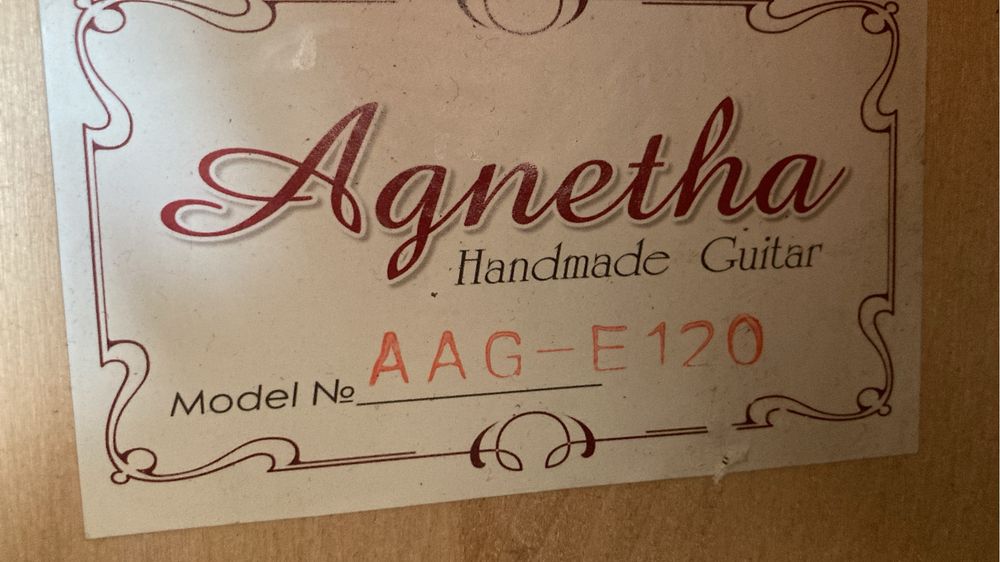 Agnetha
Handmade Guitar
Model № AAG-E120